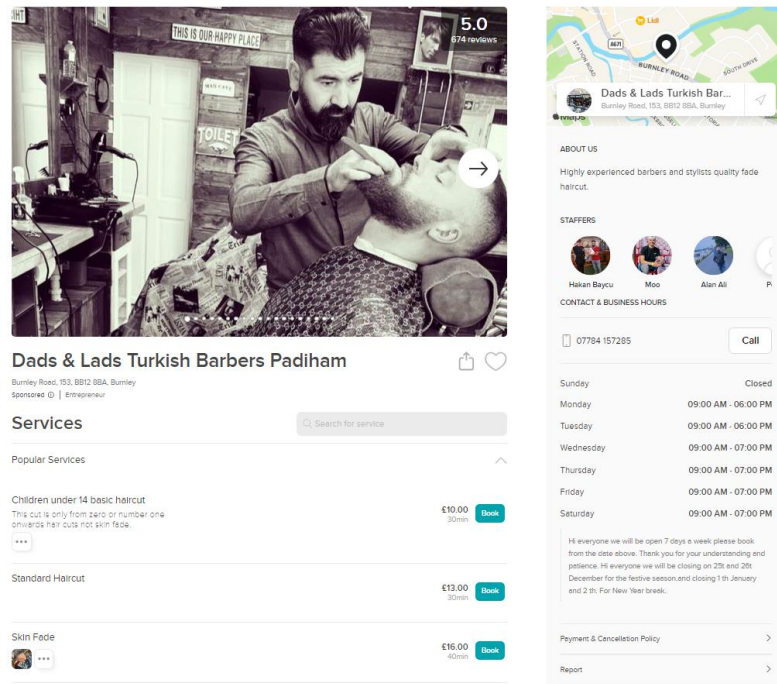 THIS IS OUR HAPPY PLACE
5.0
674 reviews
MAN CAVE
TOILET
Dads & Lads Turkish Barbers Padiham
Burnley Road, 153, BB12 8BA, Burnley
Sponsored | Entrepreneur
Services
Search for service
Popular Services
Children under 14 basic haircut
This cut is only from zero or number one
onwards hair cuts not skin fade.
£10.00
30min
Book
Standard Haircut
£13.00
30min
Book
Skin Fade
£16.00
40min
Book
Lidl
A671
STATION ROAD
BURNLEY ROAD
SOUTH DRIVE
Dads & Lads Turkish Bar...
Burnley Road, 153, BB12 8BA, Burnley
Maps
ABOUT US
Highly experienced barbers and stylists quality fade
haircut.
STAFFERS
Hakan Baycu
Moo
Alan Ali
CONTACT & BUSINESS HOURS
07784 157285
Call
Sunday Closed
Monday 09:00 AM - 06:00 PM
Tuesday 09:00 AM - 06:00 PM
Wednesday 09:00 AM - 07:00 PM
Thursday 09:00 AM - 07:00 PM
Friday 09:00 AM - 07:00 PM
Saturday 09:00 AM - 07:00 PM
Hi everyone we will be open 7 days a week please book
from the date above. Thank you for your understanding and
patience. Hi everyone we will be closing on 25t and 26t
December for the festive season.and closing 1 th January
and 2 th. For New Year break.
Payment & Cancellation Policy
Report